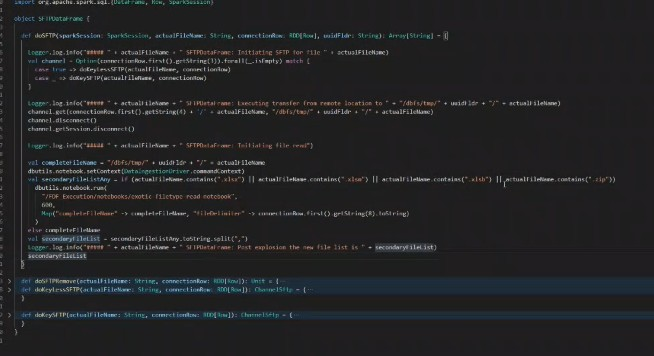 import org.apache.spark.sql.{DataFrame, Row, SparkSession}
object SFTPDataFrame {
def doSFTP(sparkSession: SparkSession, actualFileName: String, connectionRow: RDD[Row], uuidFldr: String): Array[String] = {
Logger.log.info("##### " + actualFileName + " SFTPDataFrame: Initiating SFTP for file " + actualFileName)
val channel = Option(connectionRow.first().getString(3)).forall(_.isEmpty) match {
case true => doKeyLessSFTP(actualFileName, connectionRow)
case _ => doKeySFTP(actualFileName, connectionRow)
}
Logger.log.info("##### " + actualFileName + " SFTPDataFrame: Executing transfer from remote location to " + "/dbfs/tmp/" + uuidFldr + "/" + actualFileName)
channel.get(connectionRow.first().getString(4) + "/" + actualFileName, "/dbfs/tmp/" + uuidFldr + "/" + actualFileName)
channel.disconnect()
channel.getSession.disconnect()
Logger.log.info("##### " + actualFileName + " SFTPDataFrame: Initiating file read")
val completeFileName = "/dbfs/tmp/" + uuidFldr + "/" + actualFileName
dbutils.notebook.setContext(DataIngestionDriver.commandContext)
val secondaryFileListAny = if (actualFileName.contains(".xlsx") || actualFileName.contains(".xlsm") || actualFileName.contains(".xlsb") || actualFileName.contains(".zip"))
dbutils.notebook.run(
"/FDF Execution/notebooks/exotic filetype read notebook",
600,
Map("completeFileName" -> completeFileName, "fileDelimiter" -> connectionRow.first().getString(8).toString)
)
else completeFileName
val secondaryFileList = secondaryFileListAny.toString.split(",")
Logger.log.info("##### " + actualFileName + " SFTPDataFrame: Post explosion the new file list is " + secondaryFileList)
secondaryFileList
}
def doSFTPRemove(actualFileName: String, connectionRow: RDD[Row]): Unit = {···
def doKeyLessSFTP(actualFileName: String, connectionRow: RDD[Row]): ChannelSftp = {···
}
def doKeySFTP(actualFileName: String, connectionRow: RDD[Row]): ChannelSftp = {···
}
}